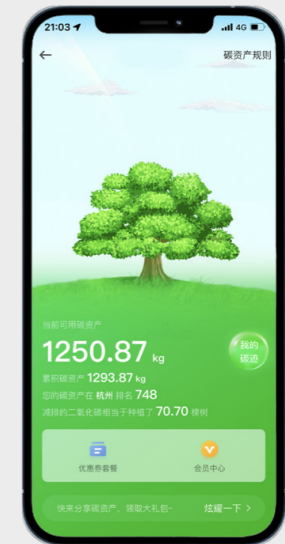 21:03
4G
碳资产规则
当前可用碳资产
1250.87 kg
我的
碳迹
累积碳资产 1293.87 kg
您的碳资产在 杭州 排名 748
减排的二氧化碳相当于种植了 70.70 棵树
优惠券套餐
会员中心
快来分享碳资产、领取大礼包~
炫耀一下 >